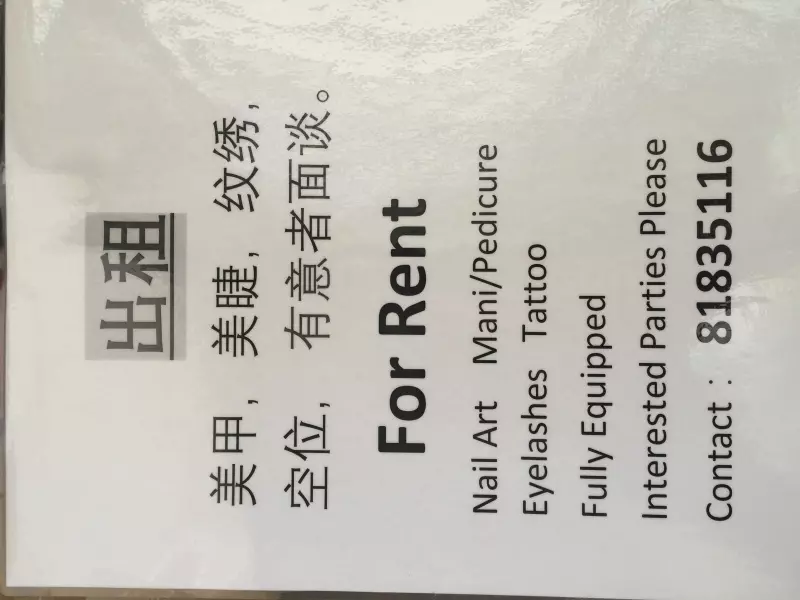 出租
美甲，美睫，纹绣，
空位，有意者面谈。
For Rent
Nail Art Mani/Pedicure
Eyelashes Tattoo
Fully Equipped
Interested Parties Please
Contact : 81835116